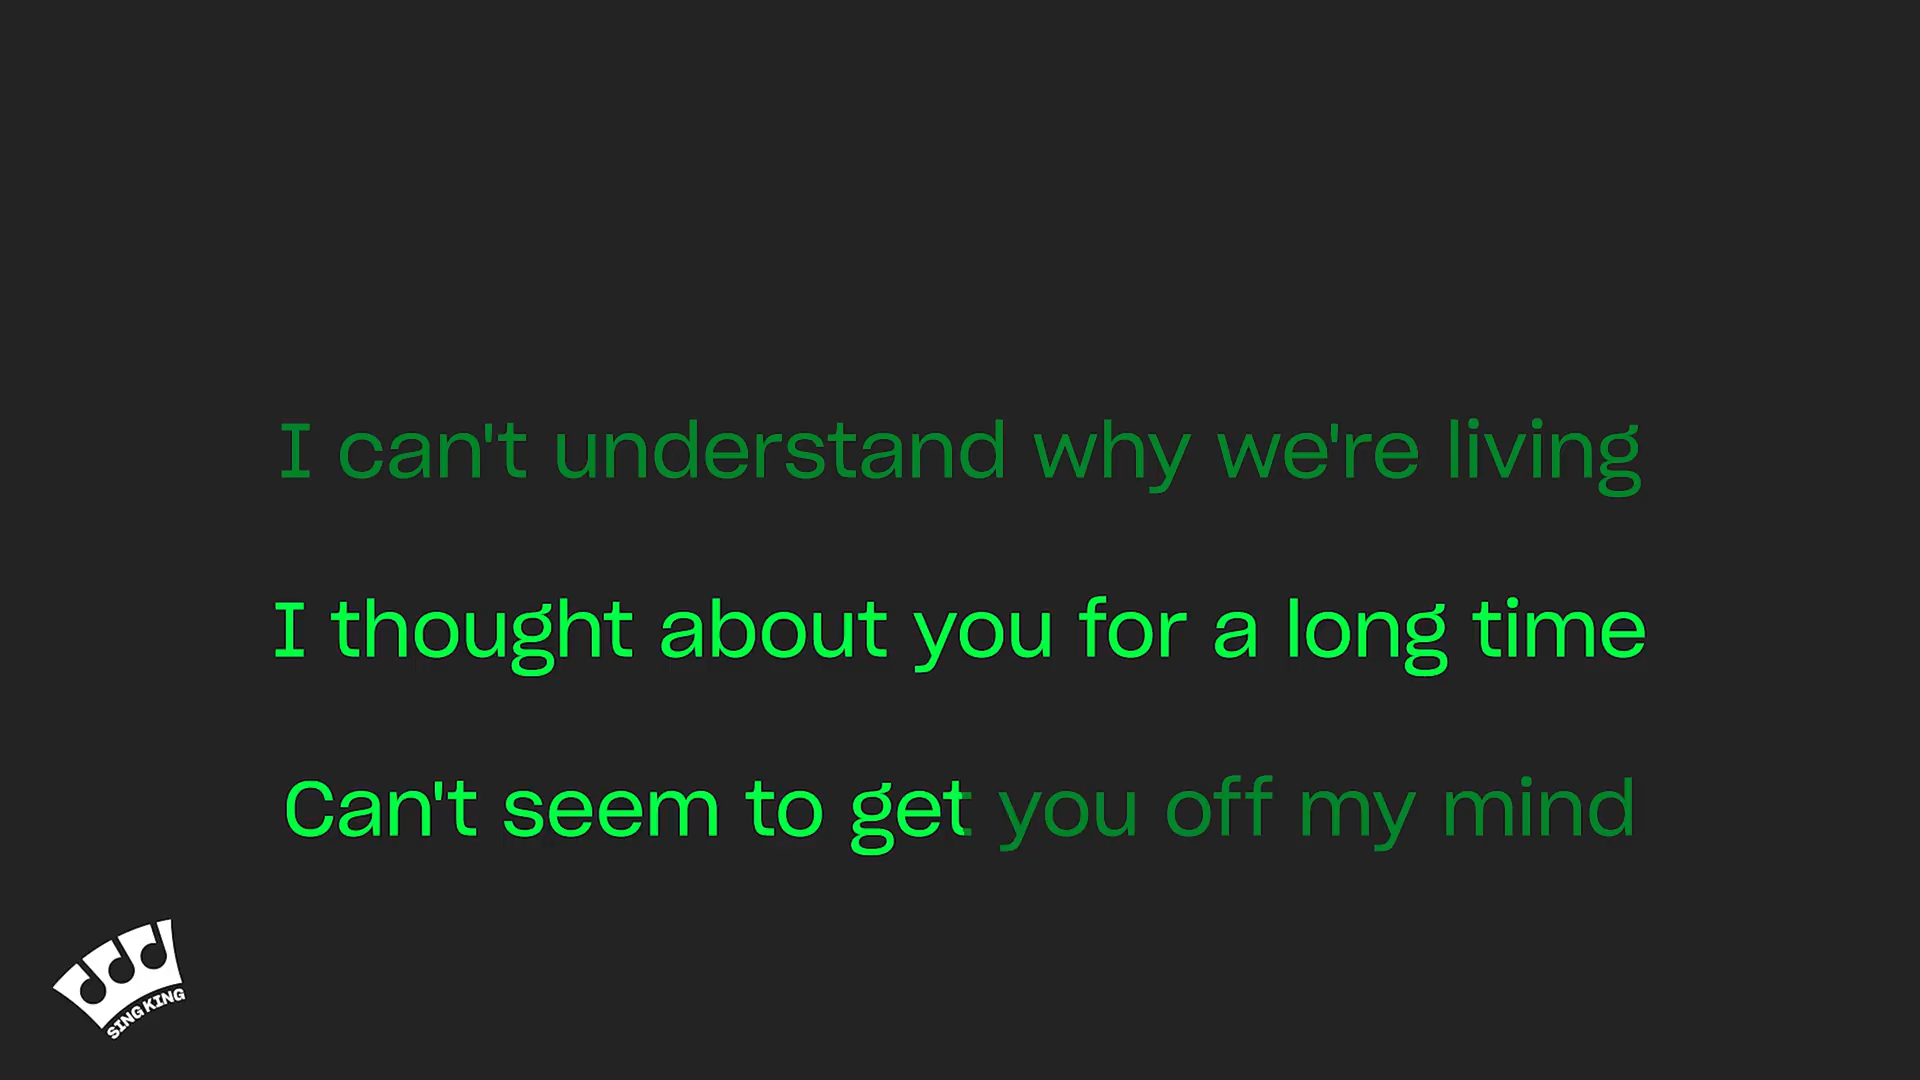 I can't understand why we're living
I thought about you for a long time
Can't seem to get you off my mind
SING KING